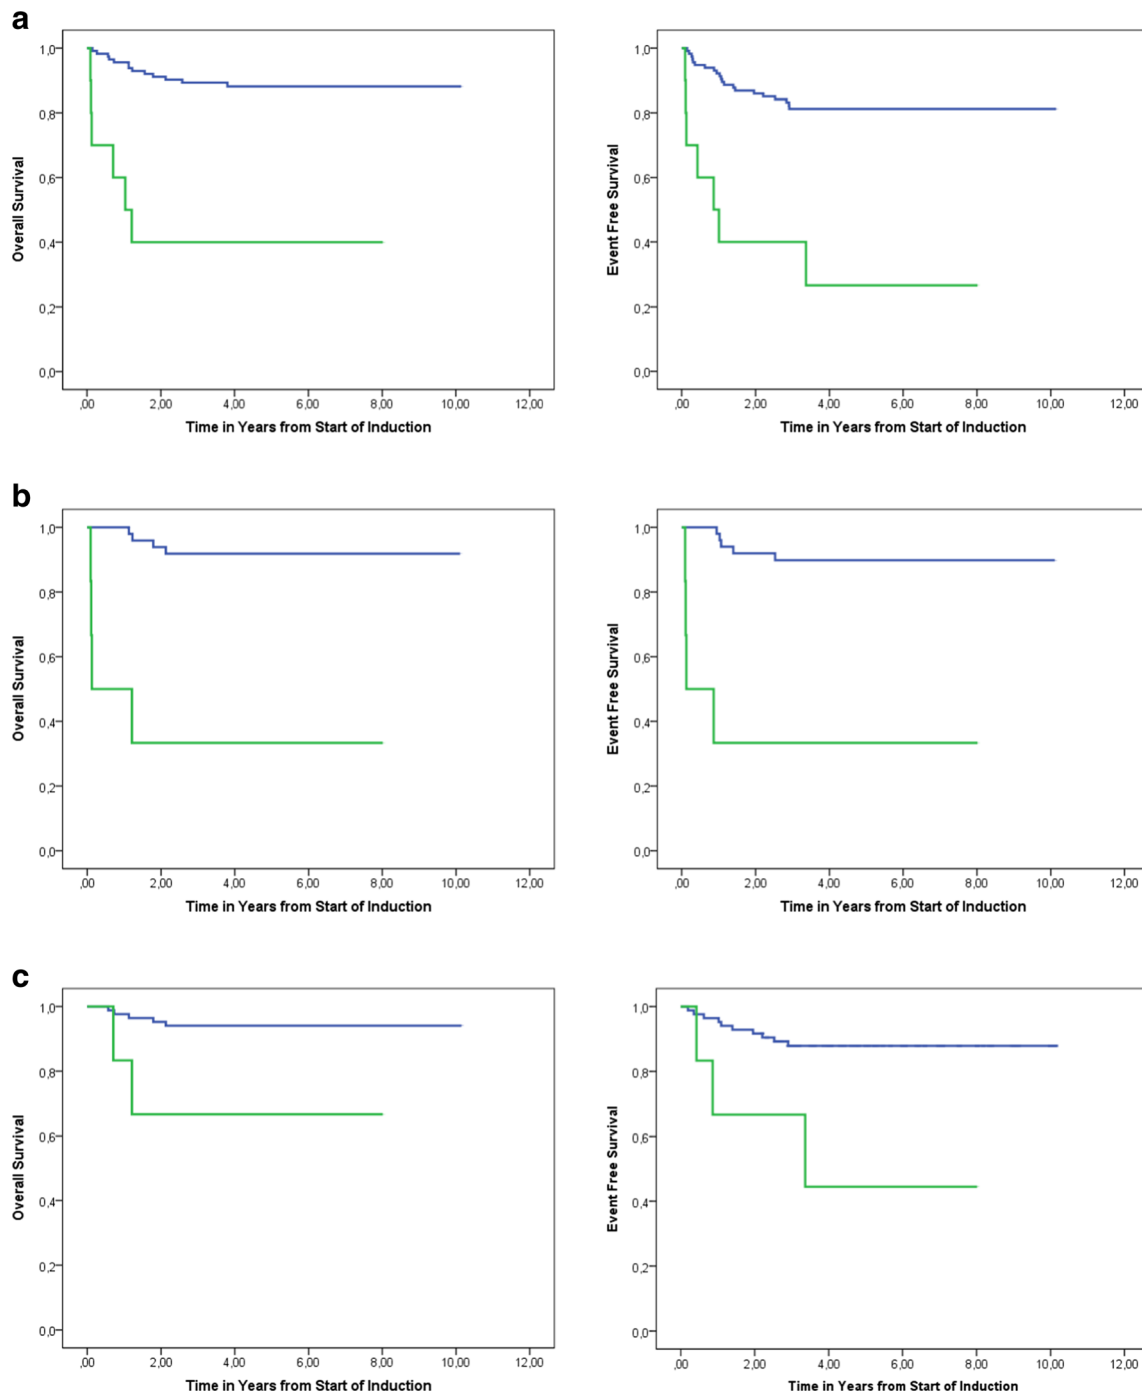 a
1,0
0,8
0,6
0,4
0,2
0,0
Overall Survival
,00 2,00 4,00 6,00 8,00 10,00 12,00
Time in Years from Start of Induction
1,0
0,8
0,6
0,4
0,2
0,0
Event Free Survival
,00 2,00 4,00 6,00 8,00 10,00 12,00
Time in Years from Start of Induction
b
1,0
0,8
0,6
0,4
0,2
0,0
Overall Survival
,00 2,00 4,00 6,00 8,00 10,00 12,00
Time in Years from Start of Induction
1,0
0,8
0,6
0,4
0,2
0,0
Event Free Survival
,00 2,00 4,00 6,00 8,00 10,00 12,00
Time in Years from Start of Induction
c
1,0
0,8
0,6
0,4
0,2
0,0
Overall Survival
,00 2,00 4,00 6,00 8,00 10,00 12,00
Time in Years from Start of Induction
1,0
0,8
0,6
0,4
0,2
0,0
Event Free Survival
,00 2,00 4,00 6,00 8,00 10,00 12,00
Time in Years from Start of Induction